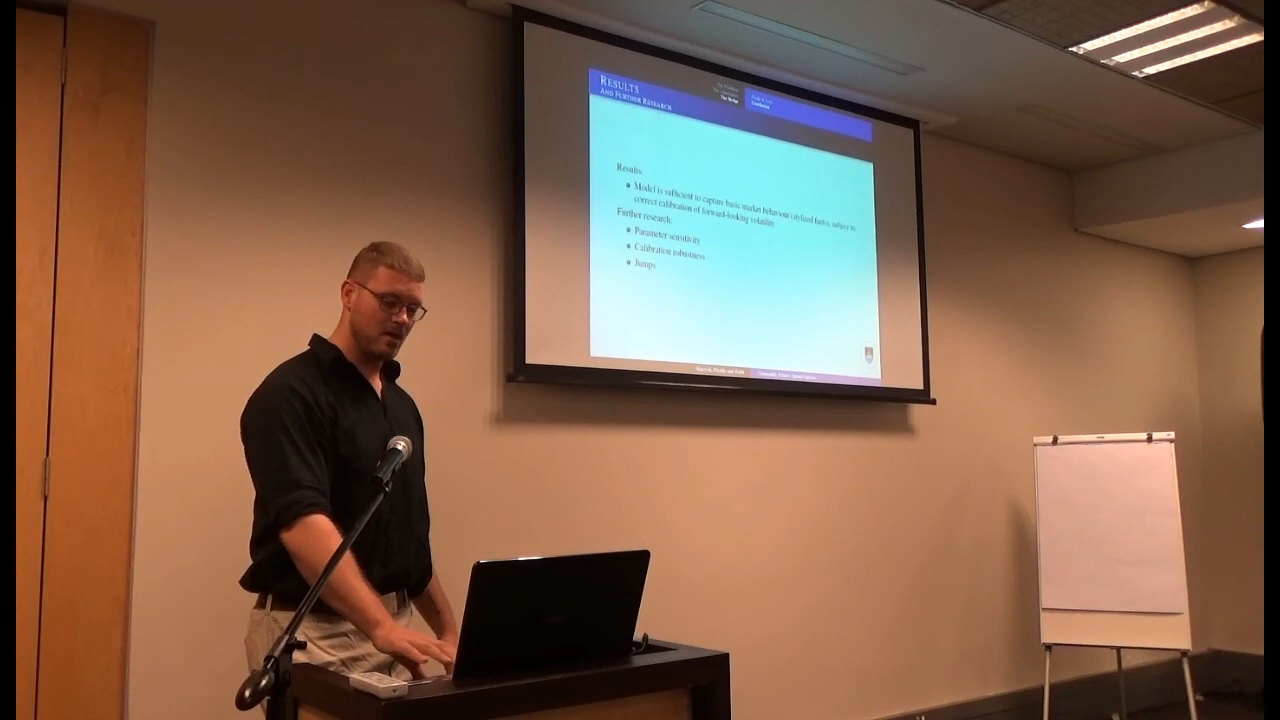 RESULTS
AND FURTHER RESEARCH
Conclusion
Results:
Model is sufficient to capture basic market behaviour (stylized facts), subject to
correct calibration of forward-looking volatility
Further research:
Parameter sensitivity
Calibration robustness
Jumps